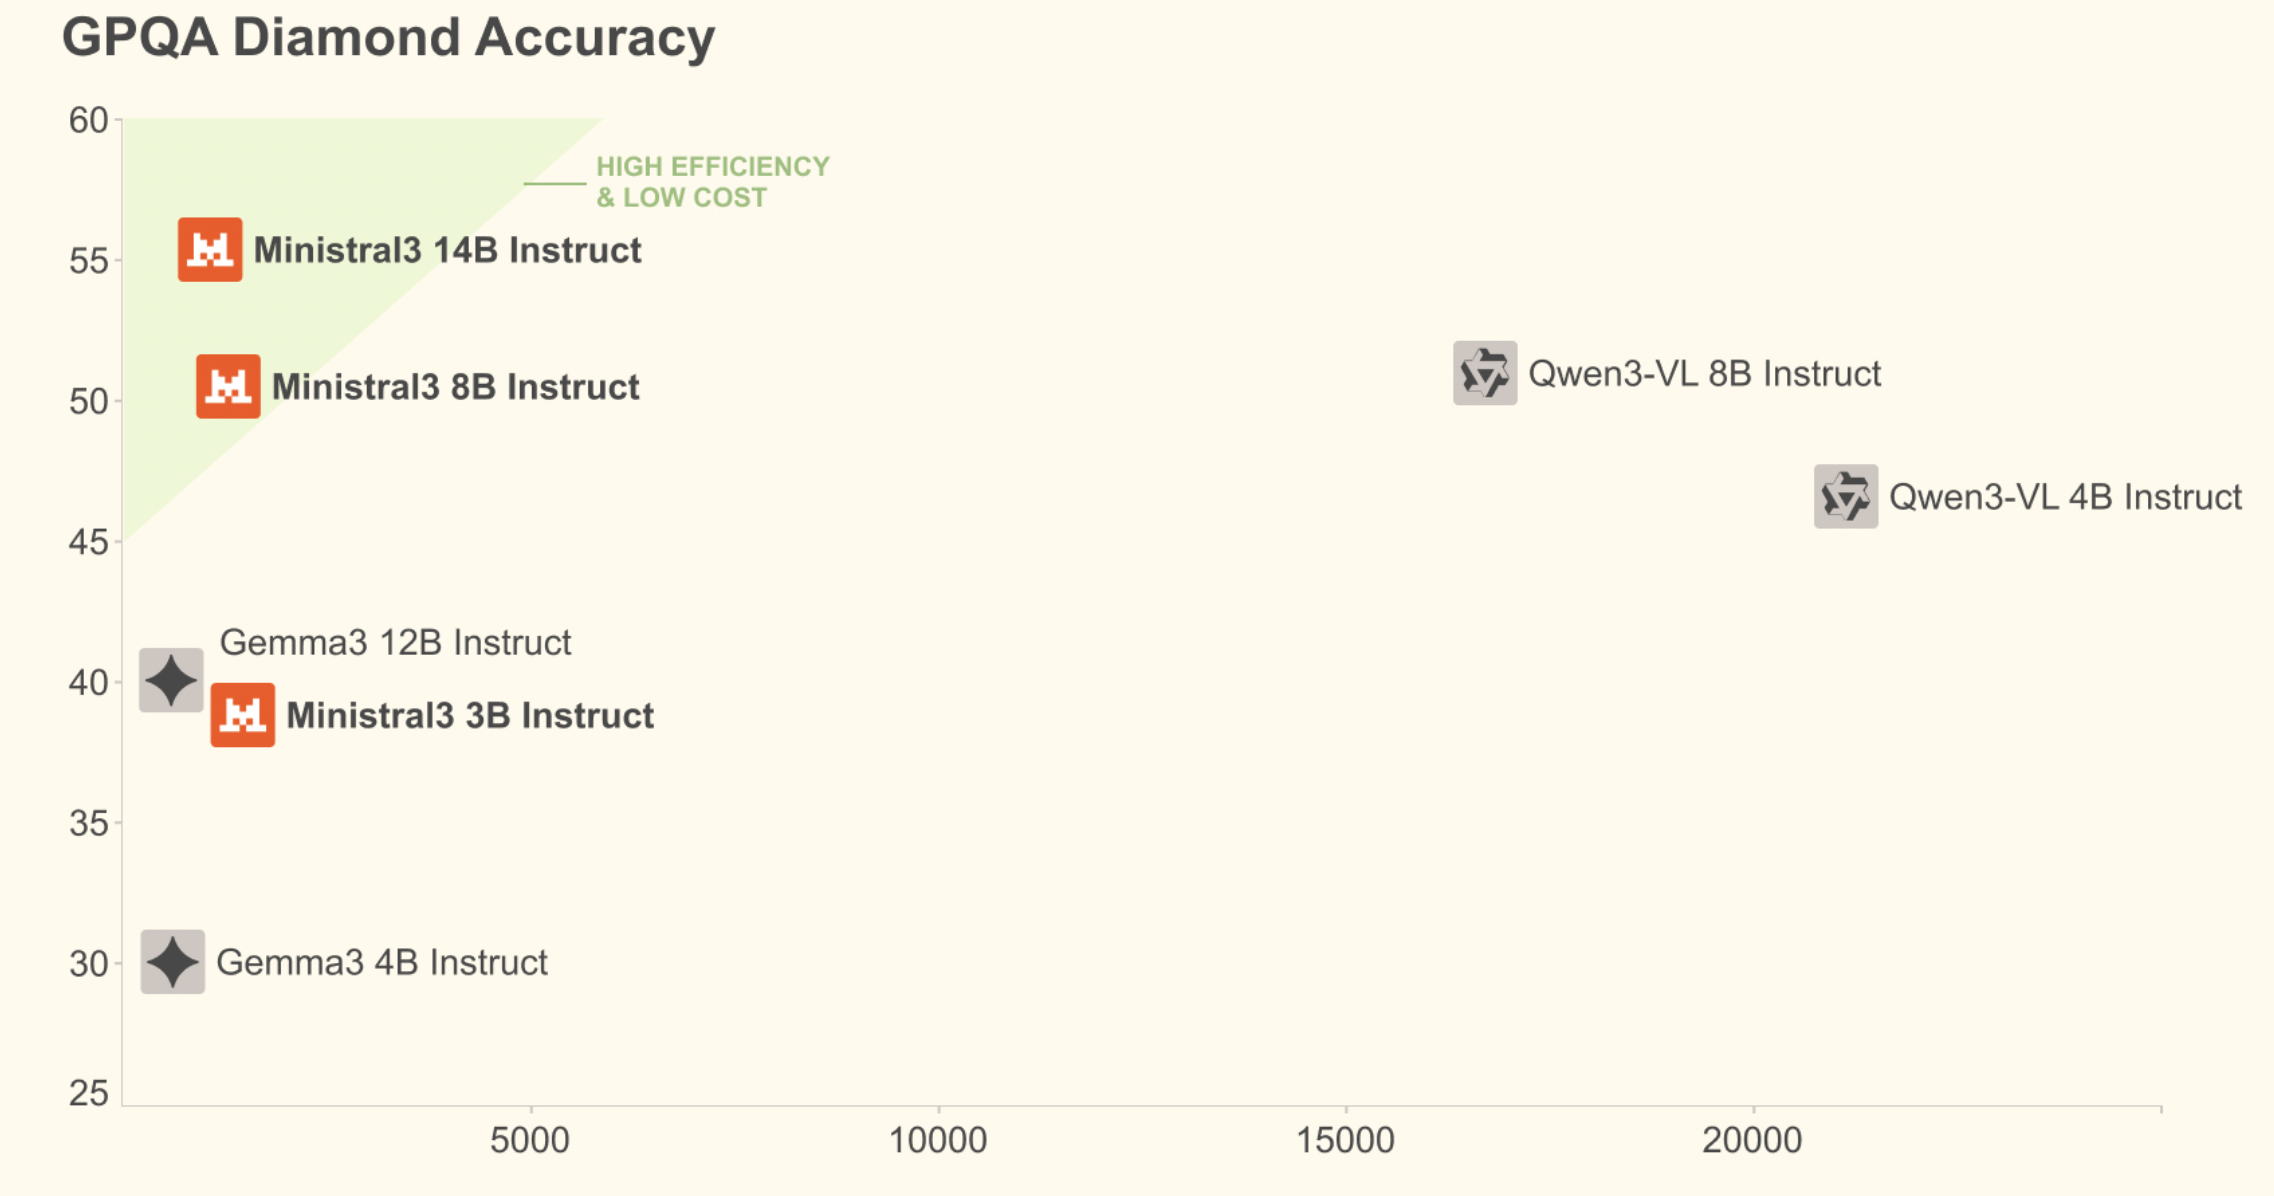 GPQA Diamond Accuracy
60
HIGH EFFICIENCY
& LOW COST
Ministral3 14B Instruct
55
Qwen3-VL 8B Instruct
Ministral3 8B Instruct
50
Qwen3-VL 4B Instruct
45
Gemma3 12B Instruct
40
Ministral3 3B Instruct
35
30
Gemma3 4B Instruct
25
5000
10000
15000
20000